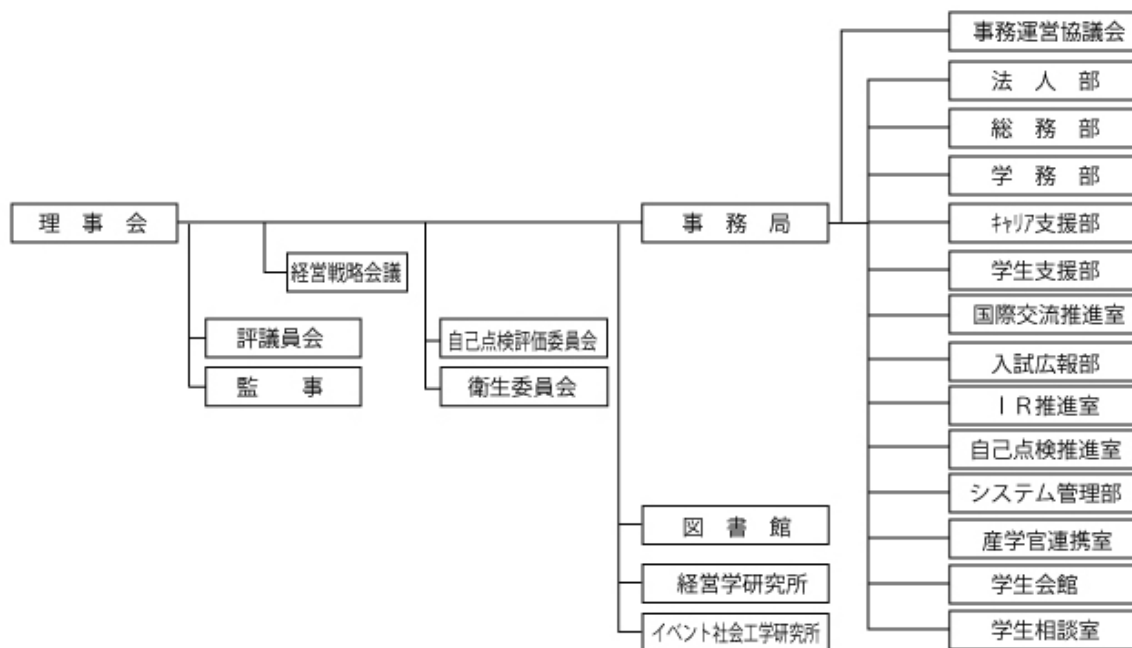 理事会
経営戦略会議
評議員会
監事
自己点検評価委員会
衛生委員会
事務局
図書館
経営学研究所
イベント社会工学研究所
事務運営協議会
法人部
総務部
学務部
ｷｬﾘｱ支援部
学生支援部
国際交流推進室
入試広報部
ＩＲ推進室
自己点検推進室
システム管理部
産学官連携室
学生会館
学生相談室